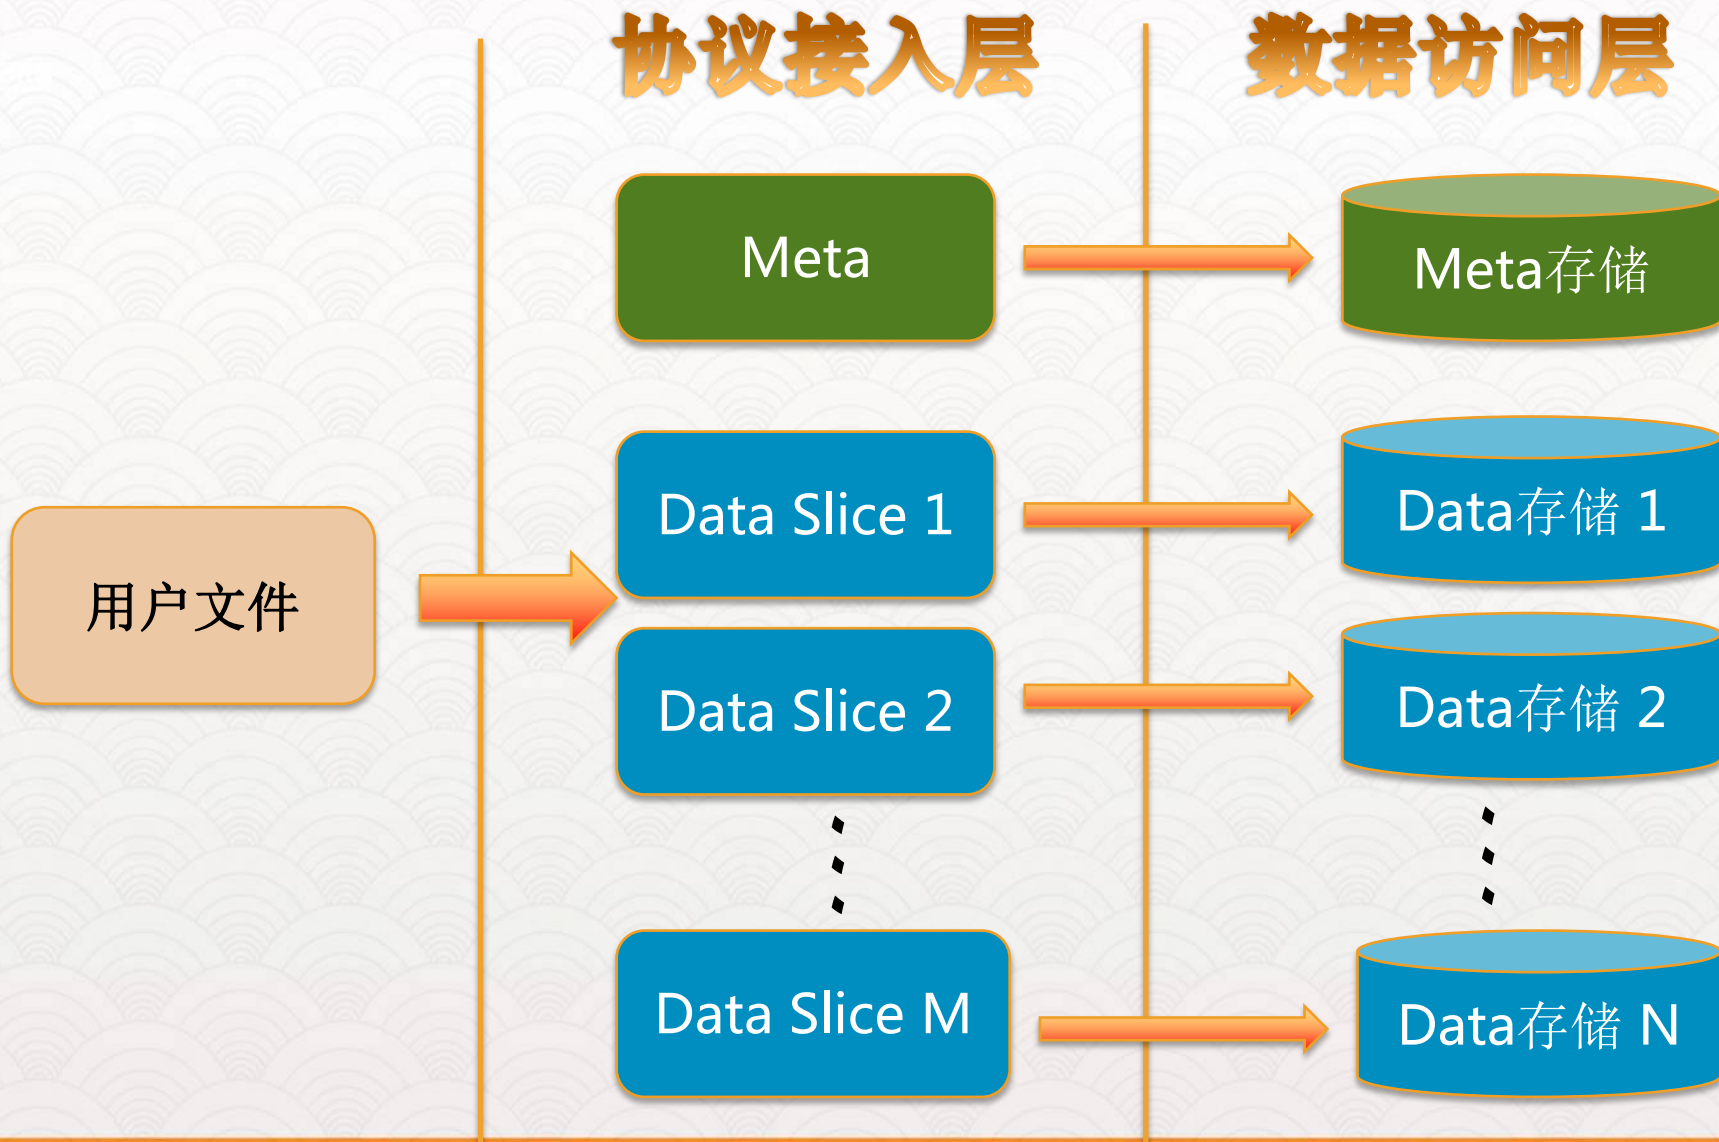 协议接入层
数据访问层
Meta
Meta存储
Data Slice 1
Data存储 1
用户文件
Data Slice 2
Data存储 2
Data Slice M
Data存储 N